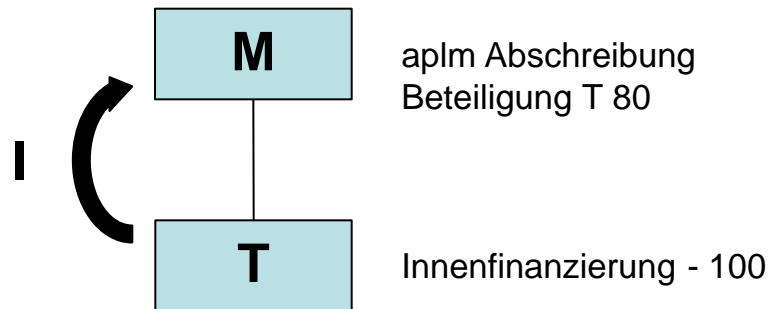 M
aplm Abschreibung
Beteiligung T 80
I
T
Innenfinanzierung - 100